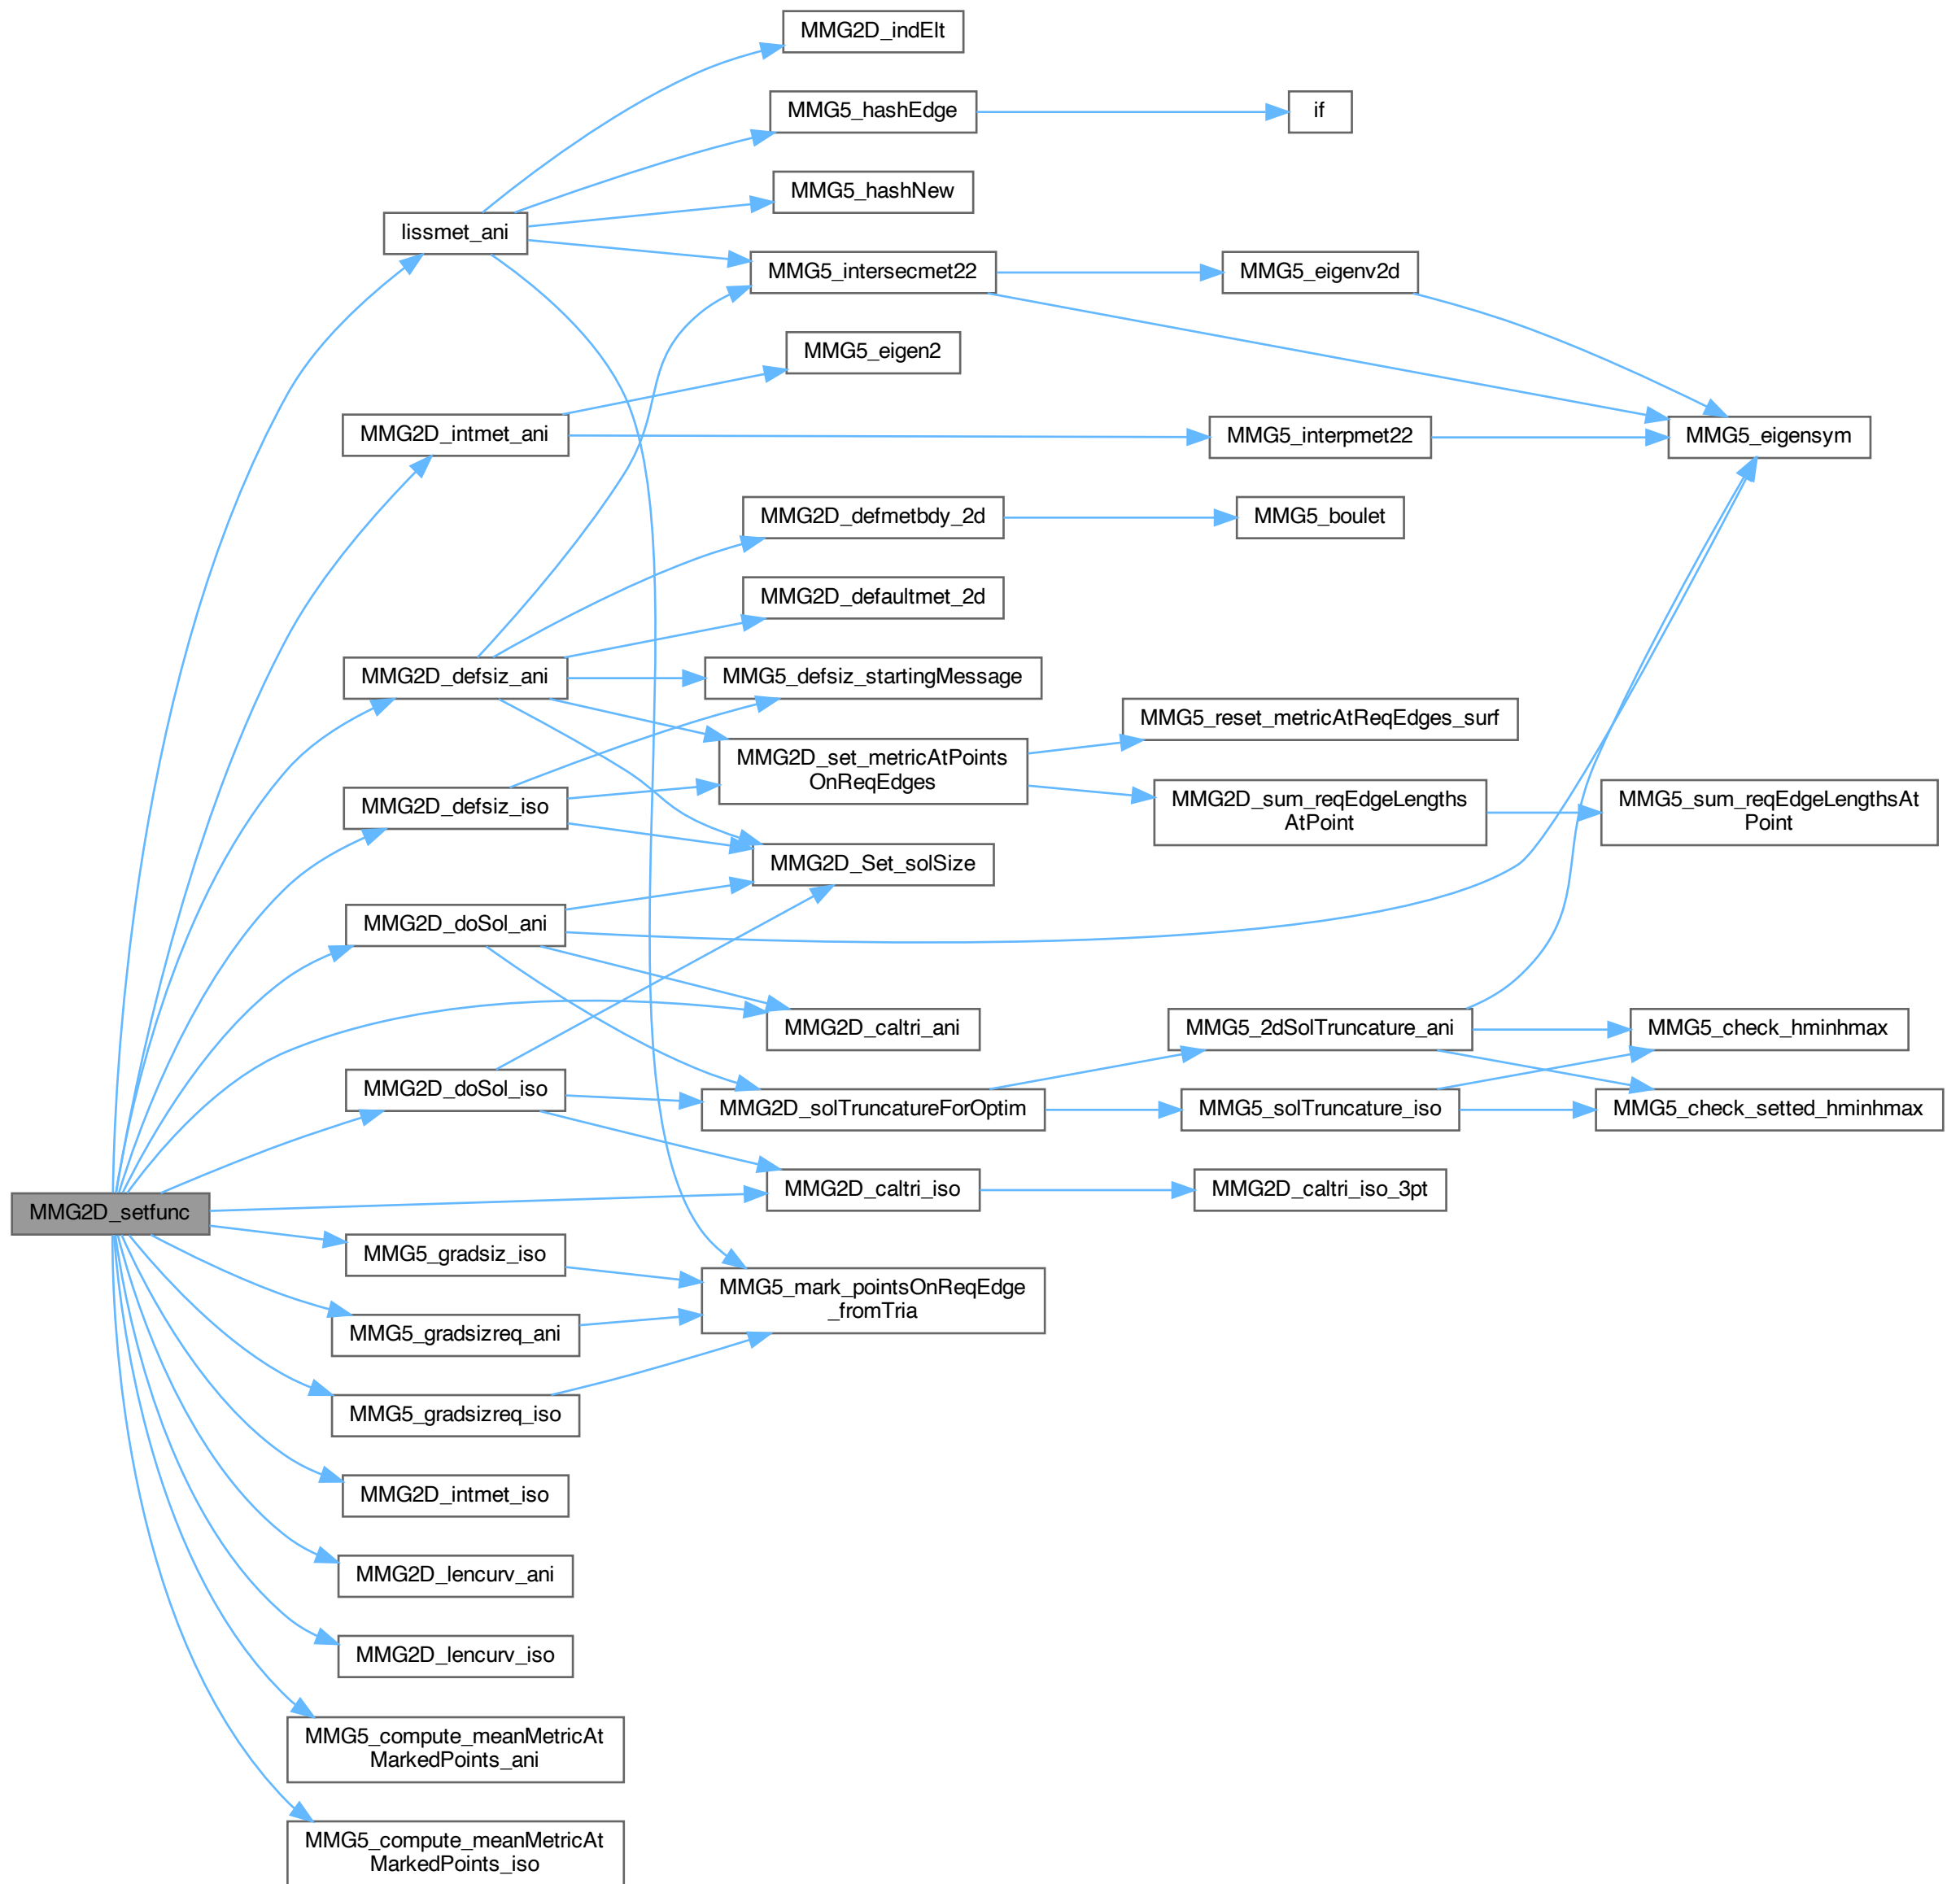 MMG2D_indElt
MMG5_hashEdge
if
MMG5_hashNew
lissmet_ani
MMG5_intersecmet22
MMG5_eigenv2d
MMG5_eigen2
MMG2D_intmet_ani
MMG5_interpmet22
MMG5_eigensym
MMG2D_defmetbdy_2d
MMG5_boulet
MMG2D_defaultmet_2d
MMG2D_defsiz_ani
MMG5_defsiz_startingMessage
MMG5_reset_metricAtReqEdges_surf
MMG2D_set_metricAtPoints
OnReqEdges
MMG2D_defsiz_iso
MMG2D_sum_reqEdgeLengths
AtPoint
MMG5_sum_reqEdgeLengthsAt
Point
MMG2D_Set_solSize
MMG2D_doSol_ani
MMG2D_caltri_ani
MMG5_2dSolTruncature_ani
MMG5_check_hminhmax
MMG2D_doSol_iso
MMG2D_solTruncatureForOptim
MMG5_solTruncature_iso
MMG5_check_setted_hminhmax
MMG2D_caltri_iso
MMG2D_caltri_iso_3pt
MMG2D_setfunc
MMG5_gradsiz_iso
MMG5_mark_pointsOnReqEdge
_fromTria
MMG5_gradsizreq_ani
MMG5_gradsizreq_iso
MMG2D_intmet_iso
MMG2D_lencurv_ani
MMG2D_lencurv_iso
MMG5_compute_meanMetricAt
MarkedPoints_ani
MMG5_compute_meanMetricAt
MarkedPoints_iso